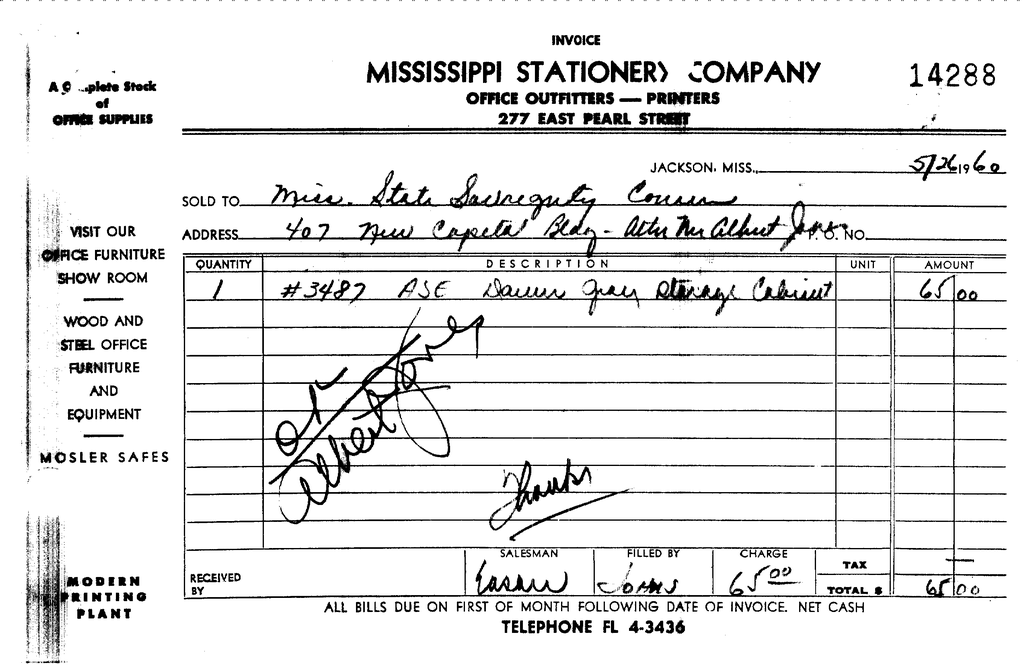 INVOICE
MISSISSIPPI STATIONERY COMPANY
14288
OFFICE OUTFITTERS — PRINTERS
277 EAST PEARL STREET
A Complete Stock
of
OFFICE SUPPLIES
JACKSON, MISS., 5/26 1960
SOLD TO Miss. State Sovregnty Comm
ADDRESS 407 New Capitol Bldg - Attn Mr Albert Jones P. O. NO.
VISIT OUR
OFFICE FURNITURE
SHOW ROOM
WOOD AND
STEEL OFFICE
FURNITURE
AND
EQUIPMENT
MOSLER SAFES
QUANTITY DESCRIPTION UNIT AMOUNT
1 #3487 ASE Gray Storage Cabinet 65 00
OK
Albert Jones
Thanks
MODERN
PRINTING
PLANT
RECEIVED
BY
SALESMAN FILLED BY CHARGE TAX —
Johns 65 00 TOTAL $ 65 00
ALL BILLS DUE ON FIRST OF MONTH FOLLOWING DATE OF INVOICE. NET CASH
TELEPHONE FL 4-3436